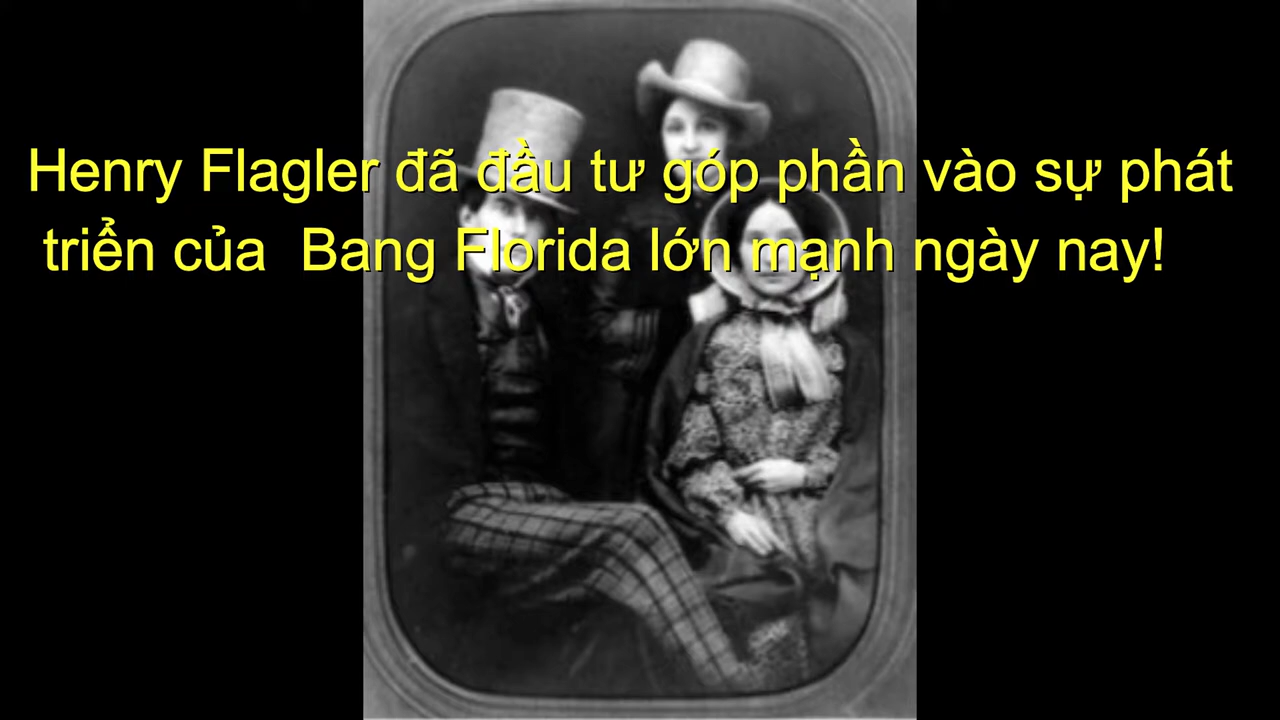 Henry Flagler đã đầu tư góp phần vào sự phát
triển của Bang Florida lớn mạnh ngày nay!